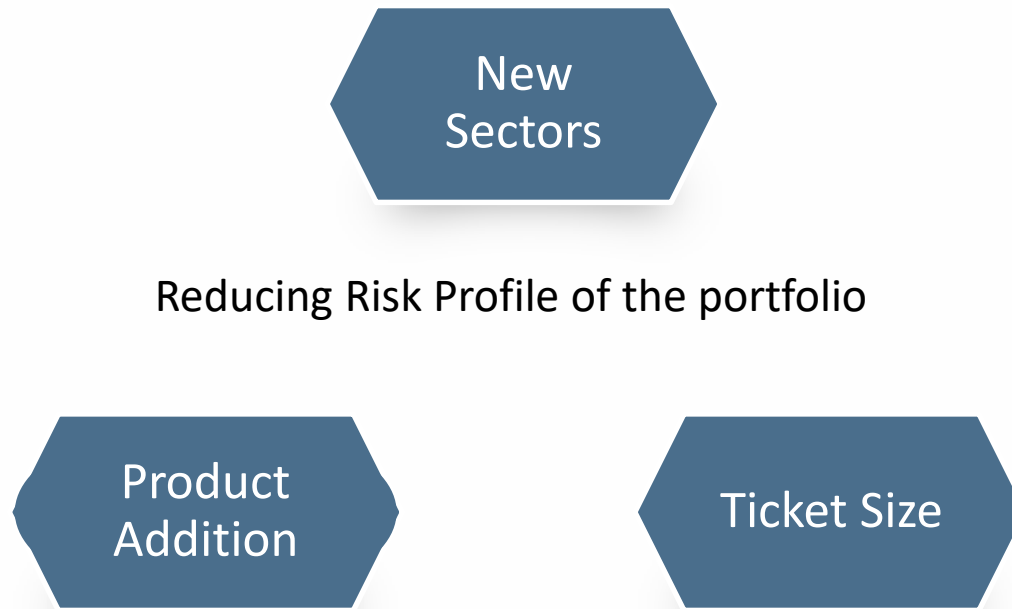 New
Sectors
Reducing Risk Profile of the portfolio
Product
Addition
Ticket Size